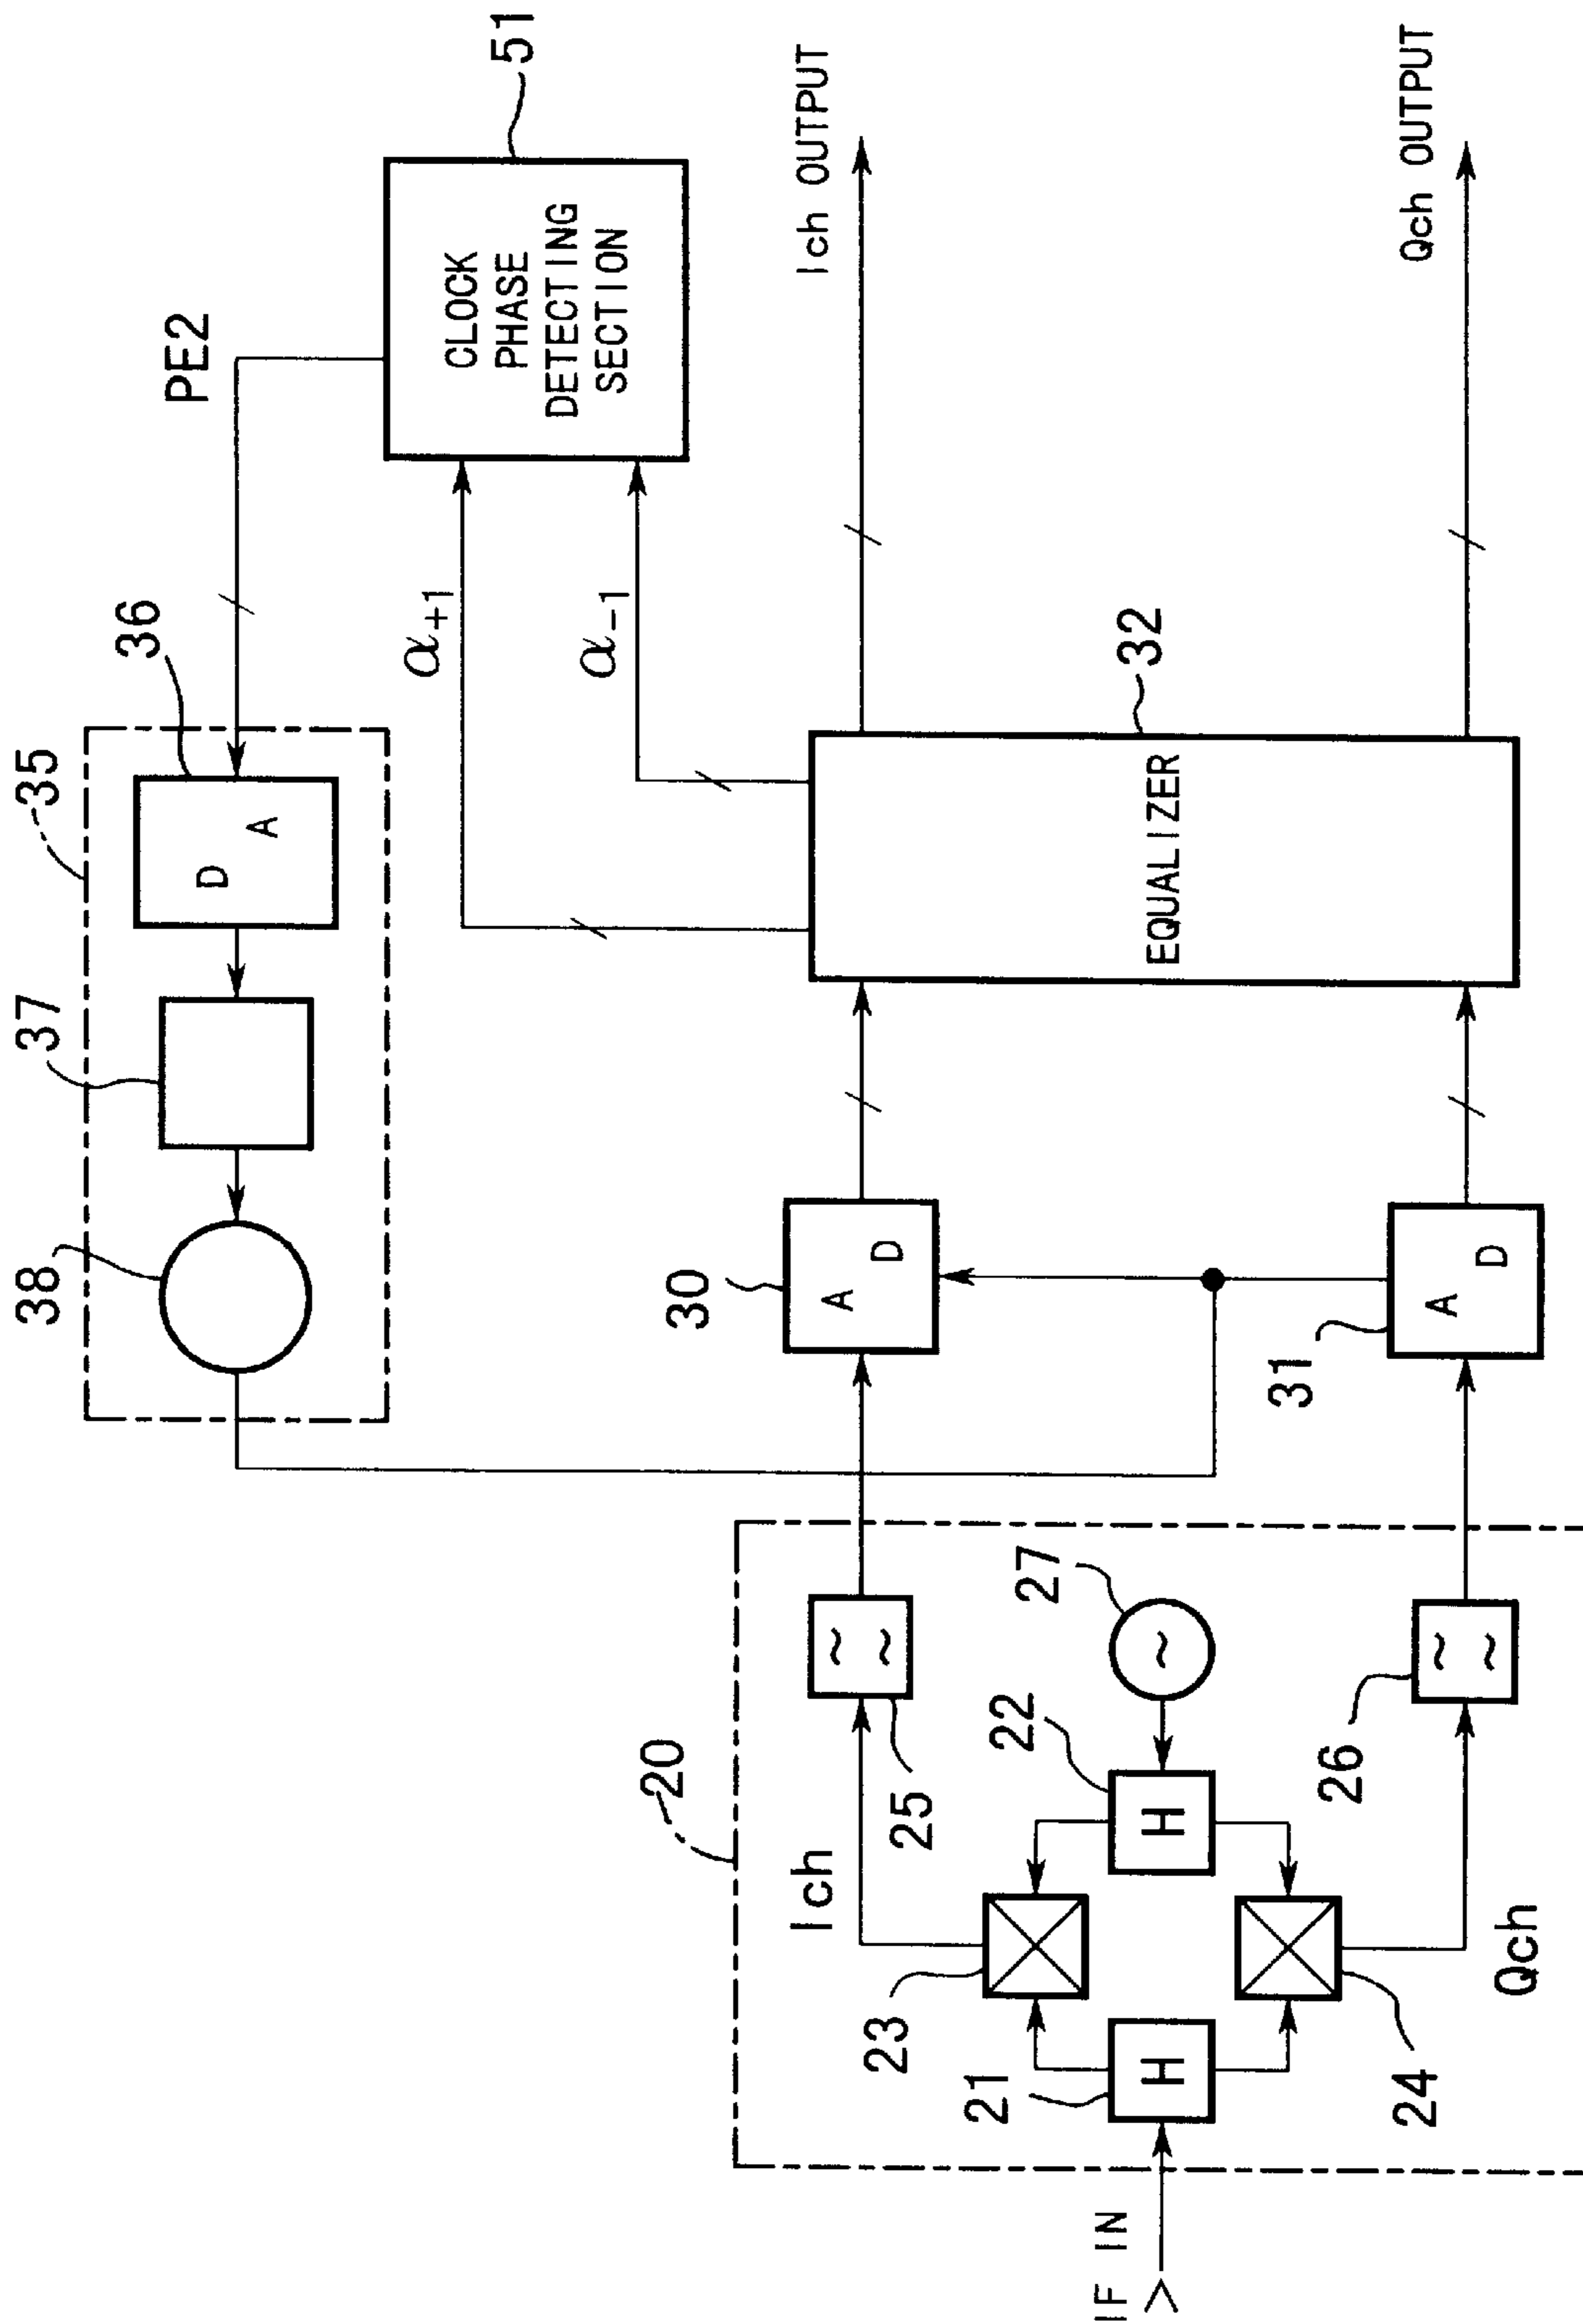 35
36
PE2
37
38
CLOCK
PHASE
DETECTING
SECTION
51
D
A
α+1
α-1
20
Ich
30
A
D
Ich OUTPUT
25
~
~
23
27
~
22
H
21
H
IF IN
EQUALIZER
32
24
26
~
~
31
A
D
Qch
Qch OUTPUT